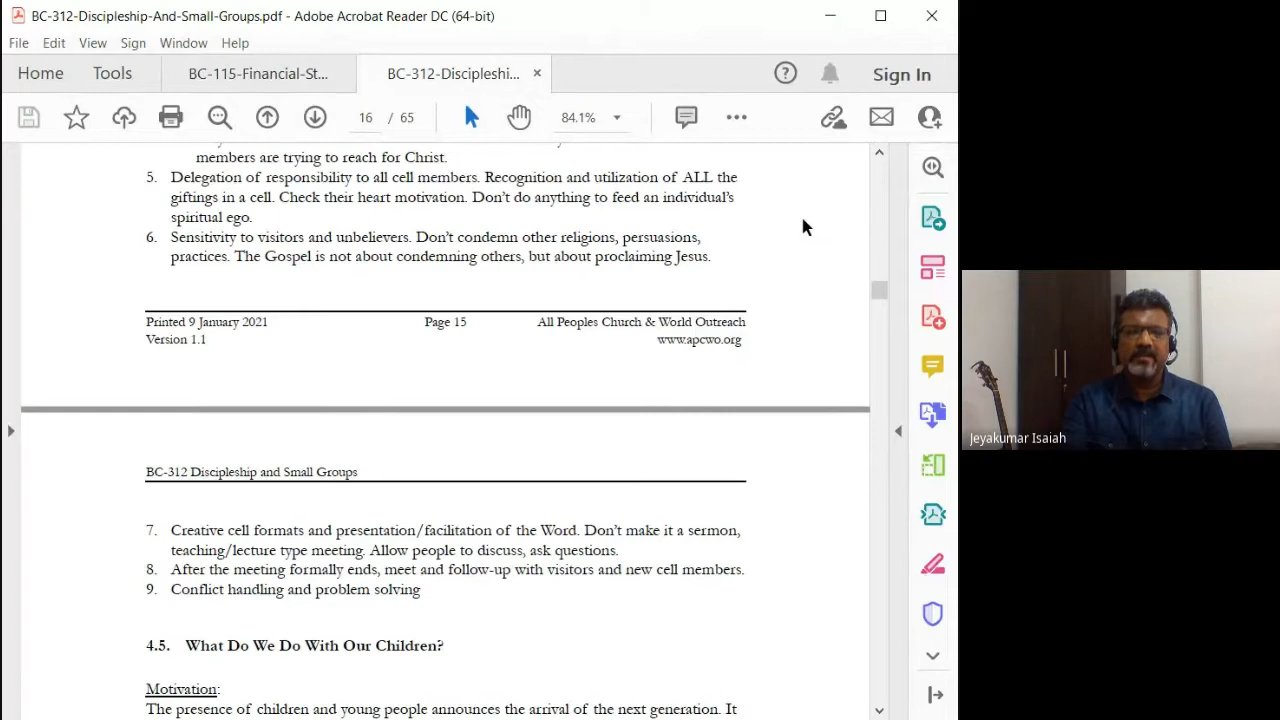 BC-312-Discipleship-And-Small-Groups.pdf - Adobe Acrobat Reader DC (64-bit)
File Edit View Sign Window Help
Home Tools BC-115-Financial-St... BC-312-Discipleshi... Sign In
16 / 65 84.1%
members are trying to reach for Christ.
5. Delegation of responsibility to all cell members. Recognition and utilization of ALL the
giftings in a cell. Check their heart motivation. Don't do anything to feed an individual's
spiritual ego.
6. Sensitivity to visitors and unbelievers. Don't condemn other religions, persuasions,
practices. The Gospel is not about condemning others, but about proclaiming Jesus.
Printed 9 January 2021 Page 15 All Peoples Church & World Outreach
Version 1.1 www.apcwo.org
BC-312 Discipleship and Small Groups
7. Creative cell formats and presentation/facilitation of the Word. Don't make it a sermon,
teaching/lecture type meeting. Allow people to discuss, ask questions.
8. After the meeting formally ends, meet and follow-up with visitors and new cell members.
9. Conflict handling and problem solving
4.5. What Do We Do With Our Children?
Motivation:
The presence of children and young people announces the arrival of the next generation. It
Jeyakumar Isaiah